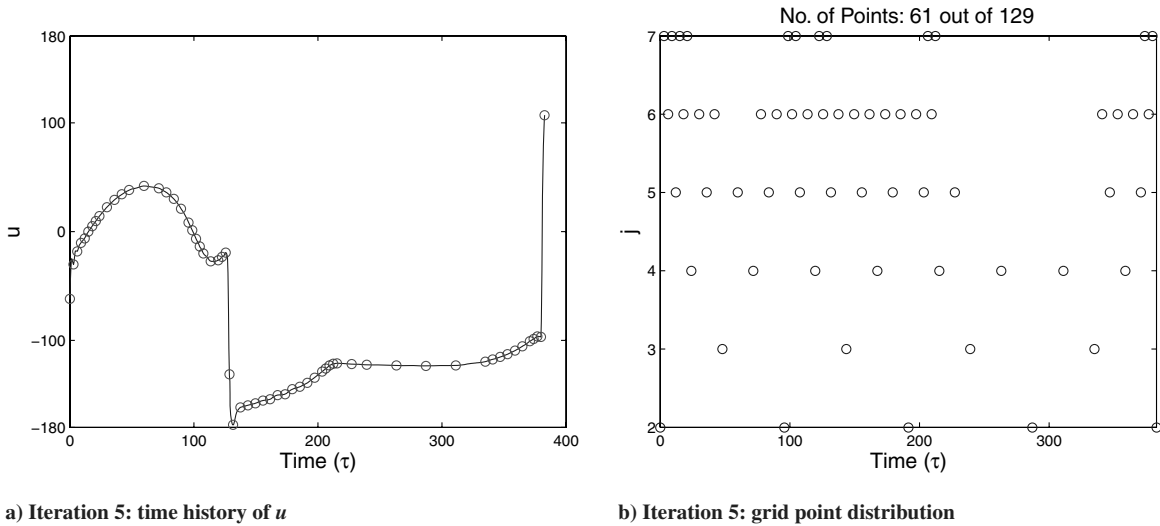 180
100
0
−100
−180
u
0
100
200
300
400
Time (τ)
No. of Points: 61 out of 129
7
6
5
4
3
2
j
0
100
200
300
Time (τ)
a) Iteration 5: time history of u
b) Iteration 5: grid point distribution